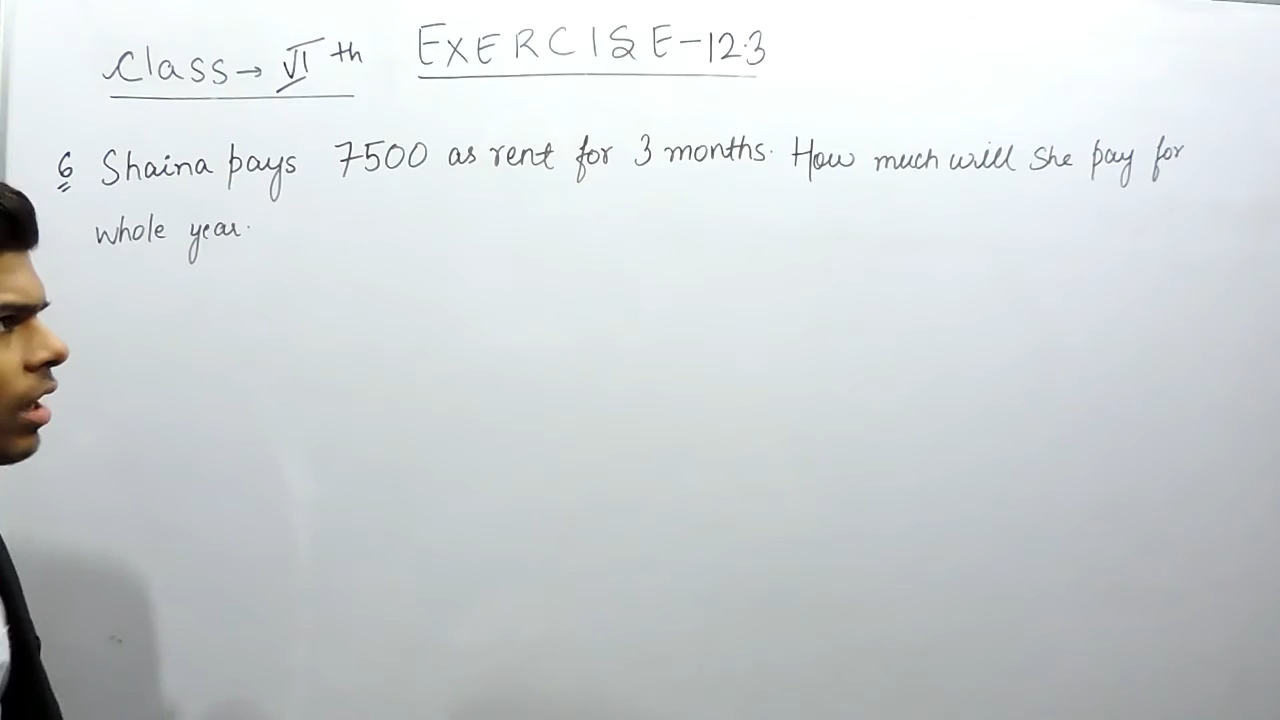 Class → VI th EXERCISE-12.3
6 Shaina pays 7500 as rent for 3 months. How much will she pay for
whole year.